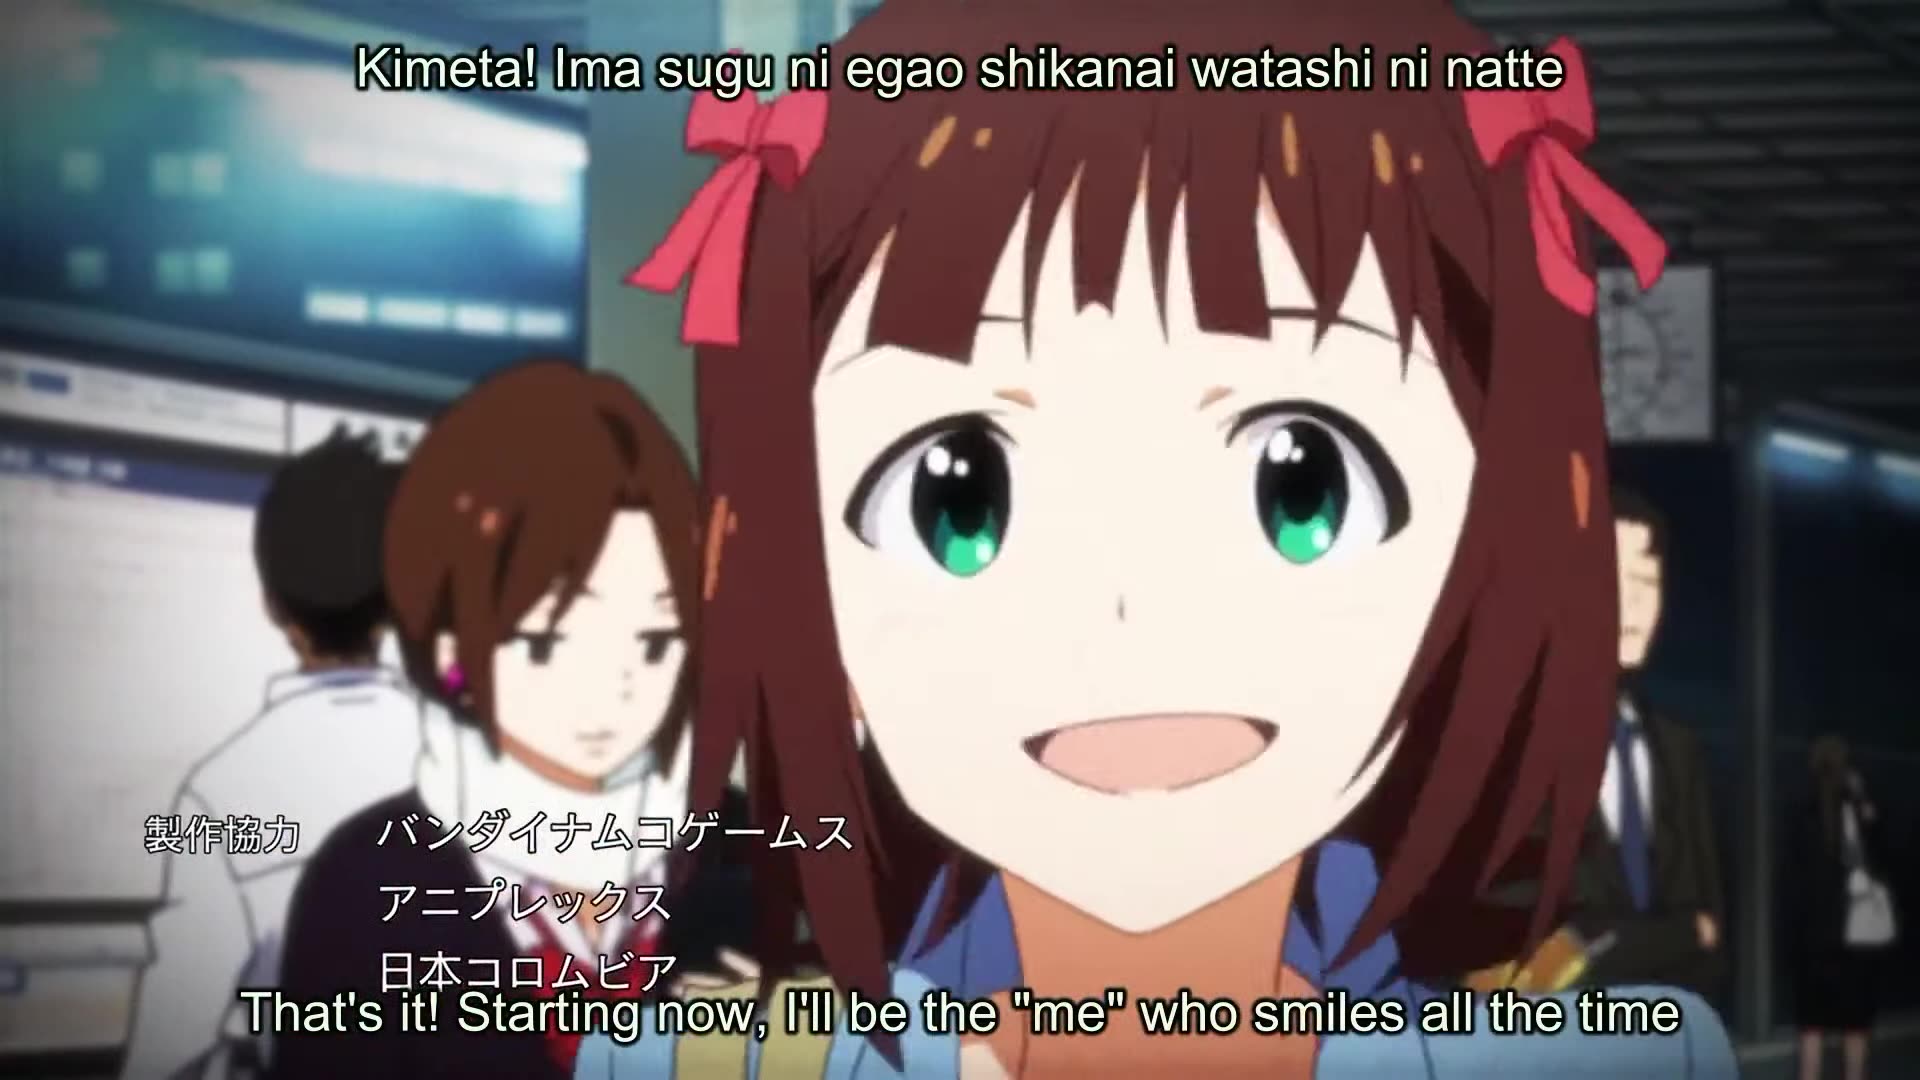 Kimeta! Ima sugu ni egao shikanai watashi ni natte
製作協力 バンダイナムコゲームス
アニプレックス
日本コロムビア
That's it! Starting now, I'll be the "me" who smiles all the time